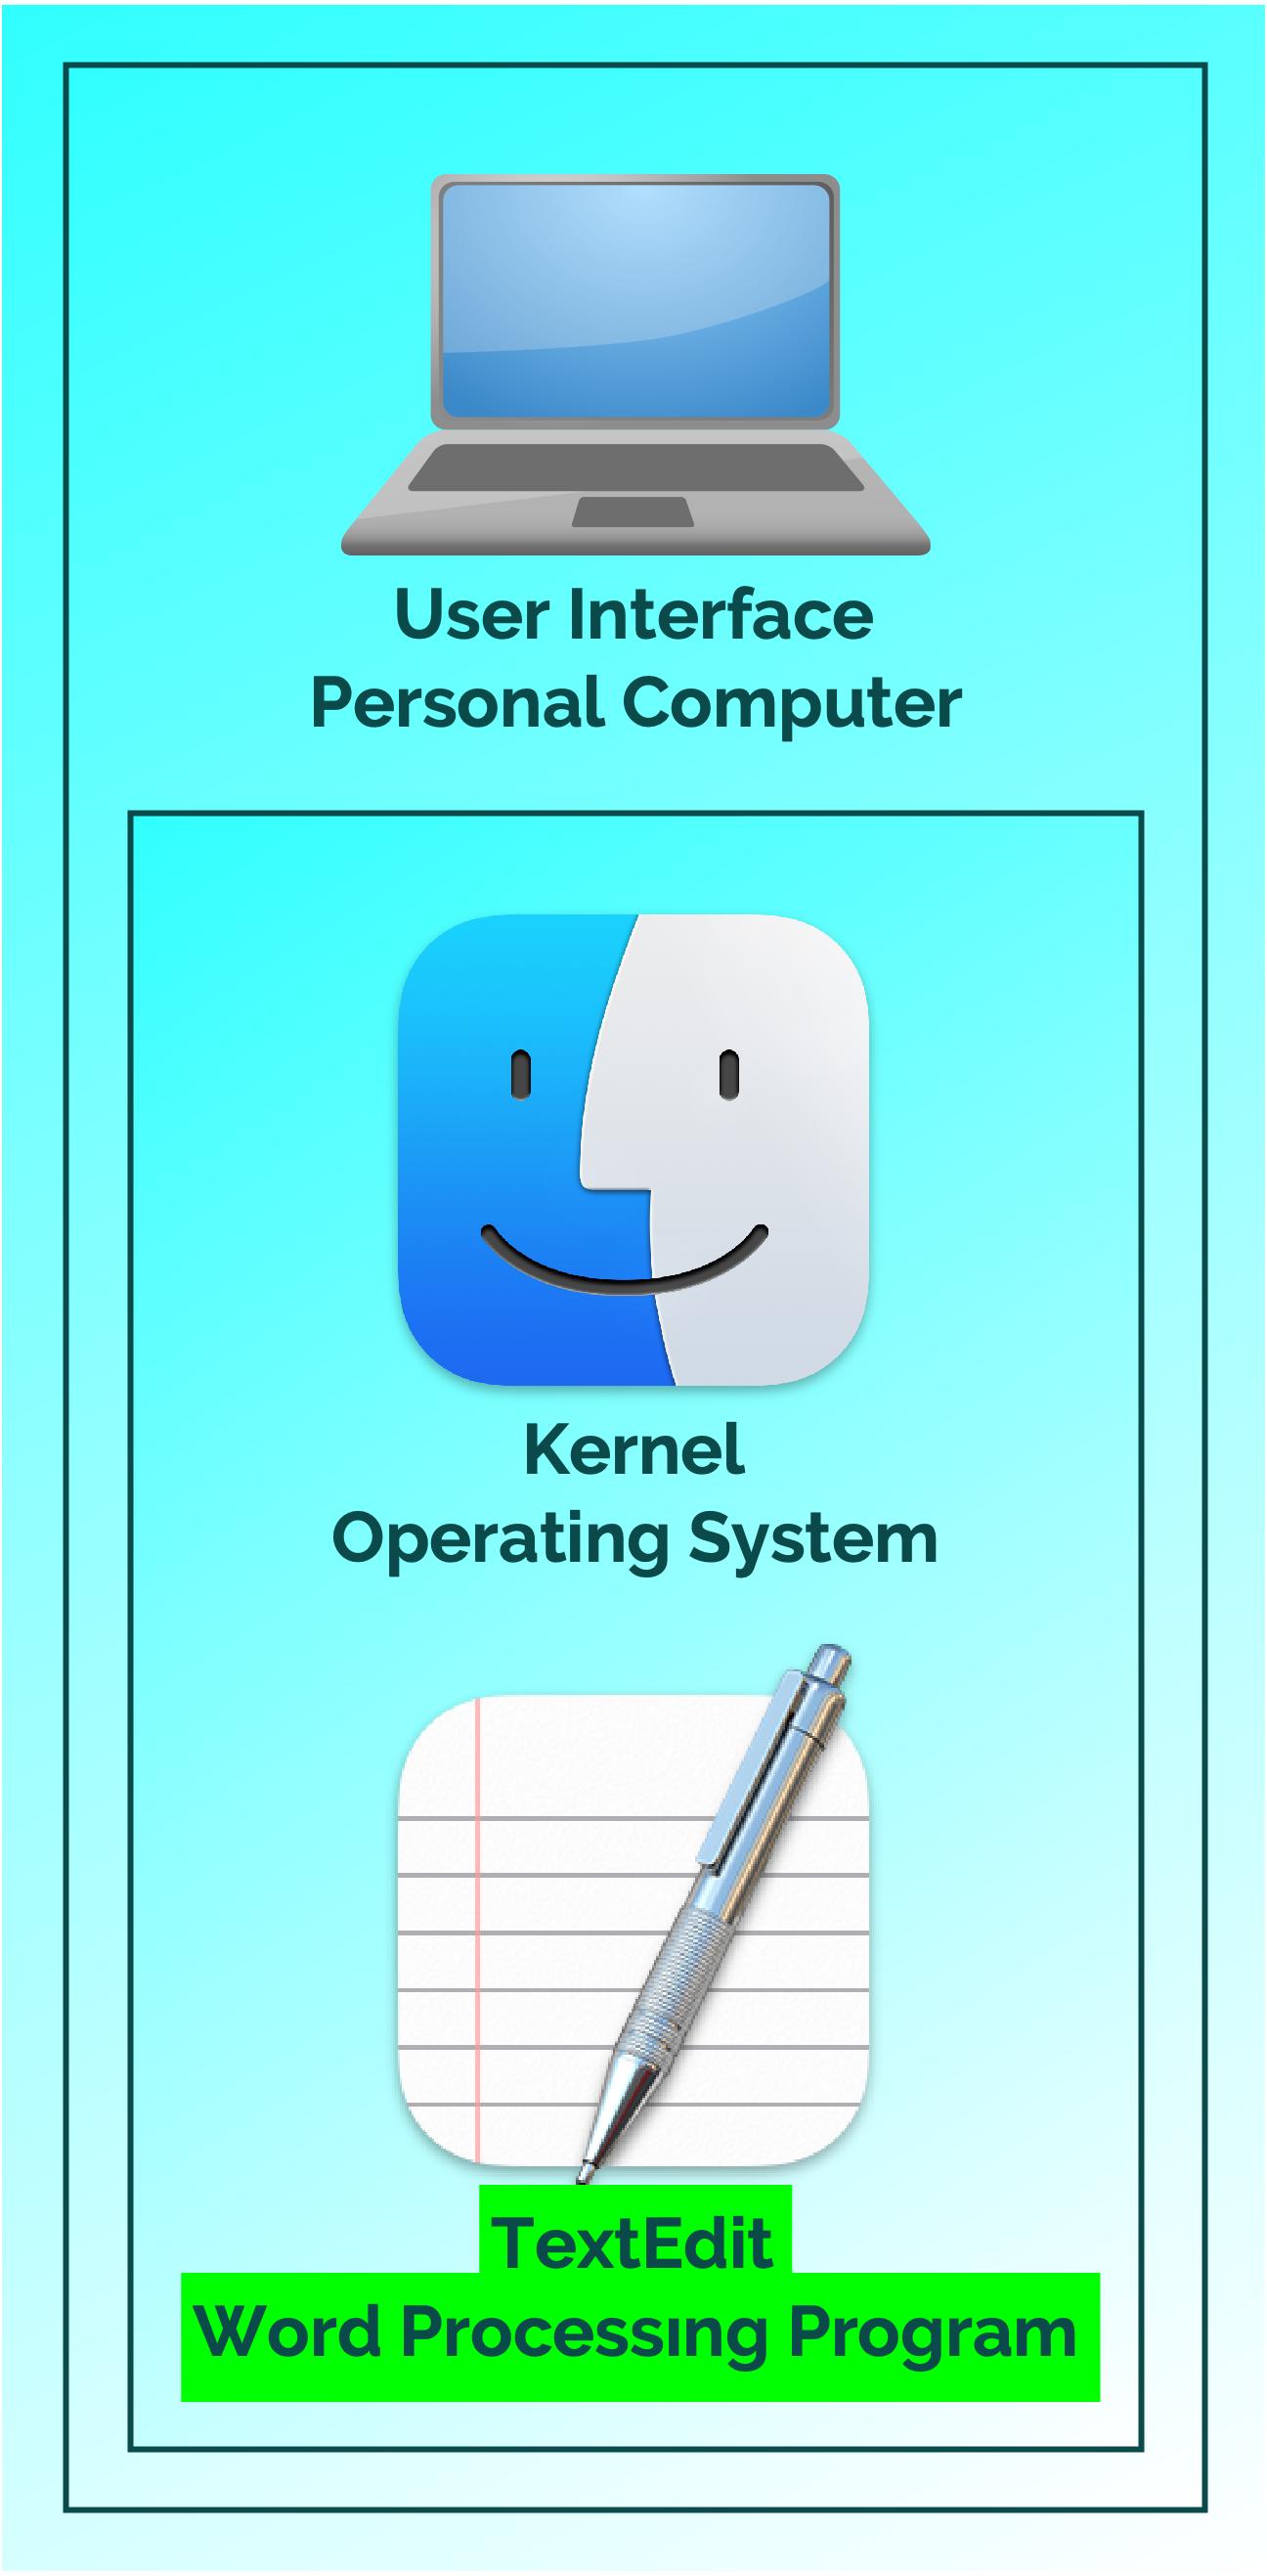 User Interface
Personal Computer
Kernel
Operating System
TextEdit
Word Processing Program